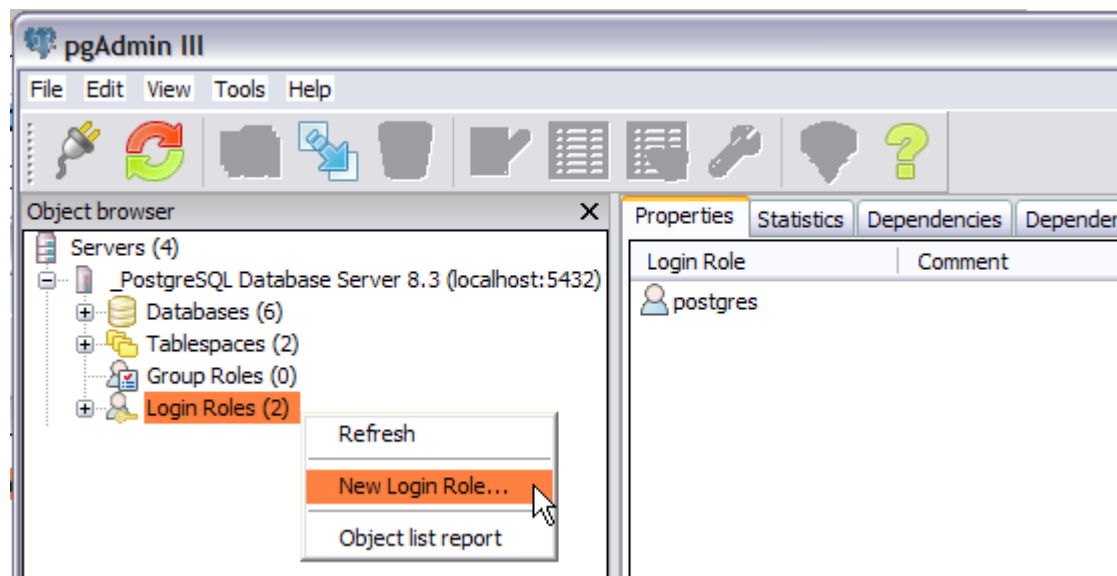 pgAdmin III
File Edit View Tools Help
Object browser
Servers (4)
_PostgreSQL Database Server 8.3 (localhost:5432)
Databases (6)
Tablespaces (2)
Group Roles (0)
Login Roles (2)
Refresh
New Login Role...
Object list report
Properties Statistics Dependencies Depender
Login Role Comment
postgres